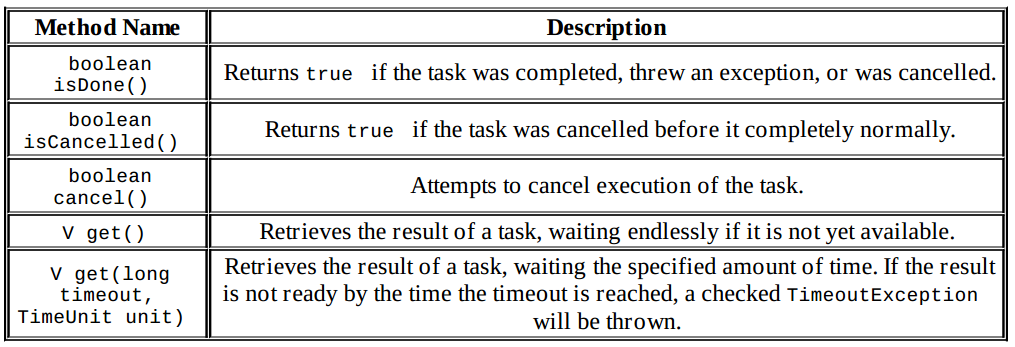 Method Name Description
boolean
isDone()
Returns true if the task was completed, threw an exception, or was cancelled.
boolean
isCancelled()
Returns true if the task was cancelled before it completely normally.
boolean
cancel()
Attempts to cancel execution of the task.
V get()
Retrieves the result of a task, waiting endlessly if it is not yet available.
V get(long
timeout,
TimeUnit unit)
Retrieves the result of a task, waiting the specified amount of time. If the result
is not ready by the time the timeout is reached, a checked TimeoutException
will be thrown.